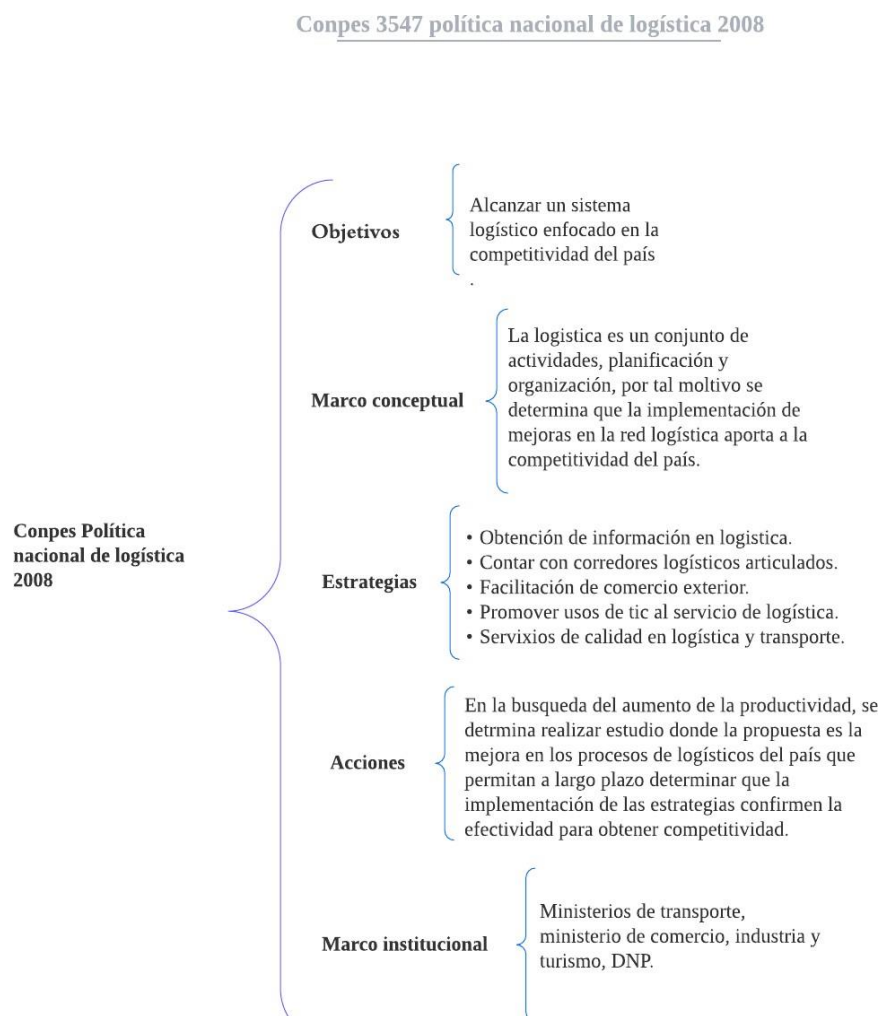 Conpes 3547 política nacional de logística 2008
Objetivos
Alcanzar un sistema
logístico enfocado en la
competitividad del país
.
Marco conceptual
La logistica es un conjunto de
actividades, planificación y
organización, por tal moltivo se
determina que la implementación de
mejoras en la red logística aporta a la
competitividad del país.
Conpes Política
nacional de logística
2008
Estrategias
• Obtención de información en logistica.
• Contar con corredores logísticos articulados.
• Facilitación de comercio exterior.
• Promover usos de tic al servicio de logística.
• Servixios de calidad en logística y transporte.
Acciones
En la busqueda del aumento de la productividad, se
detrmina realizar estudio donde la propuesta es la
mejora en los procesos de logísticos del país que
permitan a largo plazo determinar que la
implementación de las estrategias confirmen la
efectividad para obtener competitividad.
Marco institucional
Ministerios de transporte,
ministerio de comercio, industria y
turismo, DNP.